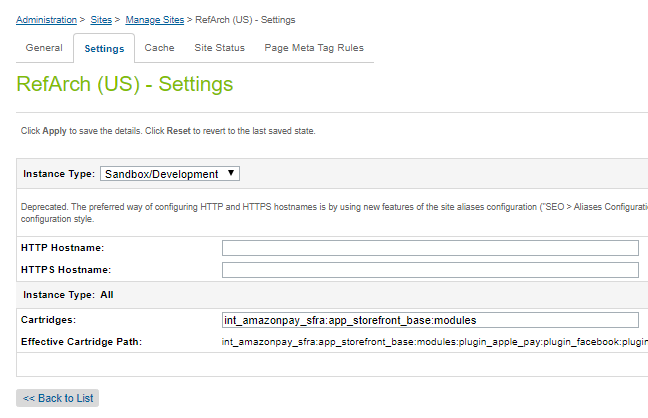 Administration > Sites > Manage Sites > RefArch (US) - Settings
General Settings Cache Site Status Page Meta Tag Rules
RefArch (US) - Settings
Click Apply to save the details. Click Reset to revert to the last saved state.
Instance Type: Sandbox/Development
Deprecated. The preferred way of configuring HTTP and HTTPS hostnames is by using new features of the site aliases configuration ("SEO > Aliases Configurati
configuration style.
HTTP Hostname:
HTTPS Hostname:
Instance Type: All
Cartridges: int_amazonpay_sfra:app_storefront_base:modules
Effective Cartridge Path: int_amazonpay_sfra:app_storefront_base:modules:plugin_apple_pay:plugin_facebook:plugin
<< Back to List